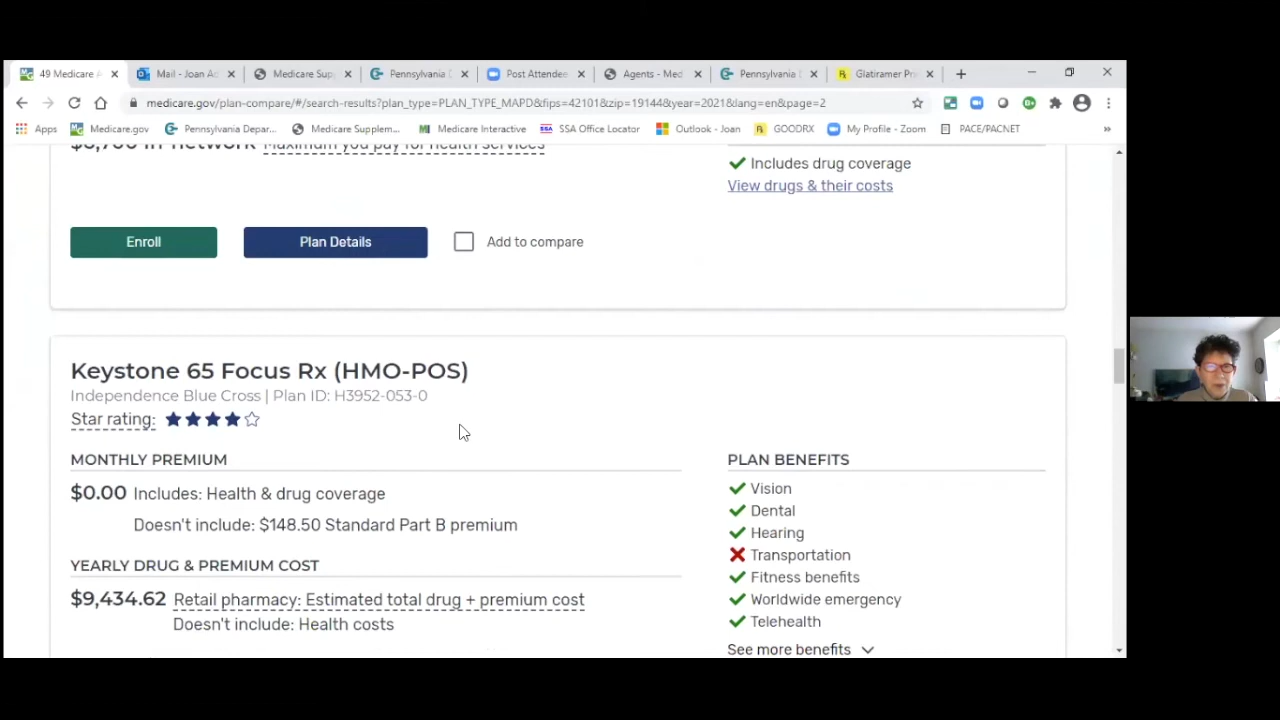 49 Medicare A
Mail - Joan Ad
Medicare Sup
Pennsylvania
Post Attendee
Agents - Med
Pennsylvania
Glatiramer Pri
medicare.gov/plan-compare/#/search-results?plan_type=PLAN_TYPE_MAPD&fips=42101&zip=19144&year=2021&lang=en&page=2
Apps Medicare.gov Pennsylvania Depar... Medicare Supplem... Medicare Interactive SSA Office Locator Outlook - Joan GOODRX My Profile - Zoom PACE/PACNET »
in-network Maximum you pay for health services
Includes drug coverage
View drugs & their costs
Enroll Plan Details Add to compare
Keystone 65 Focus Rx (HMO-POS)
Independence Blue Cross | Plan ID: H3952-053-0
Star rating:
MONTHLY PREMIUM
$0.00 Includes: Health & drug coverage
Doesn't include: $148.50 Standard Part B premium
YEARLY DRUG & PREMIUM COST
$9,434.62 Retail pharmacy: Estimated total drug + premium cost
Doesn't include: Health costs
PLAN BENEFITS
Vision
Dental
Hearing
Transportation
Fitness benefits
Worldwide emergency
Telehealth
See more benefits